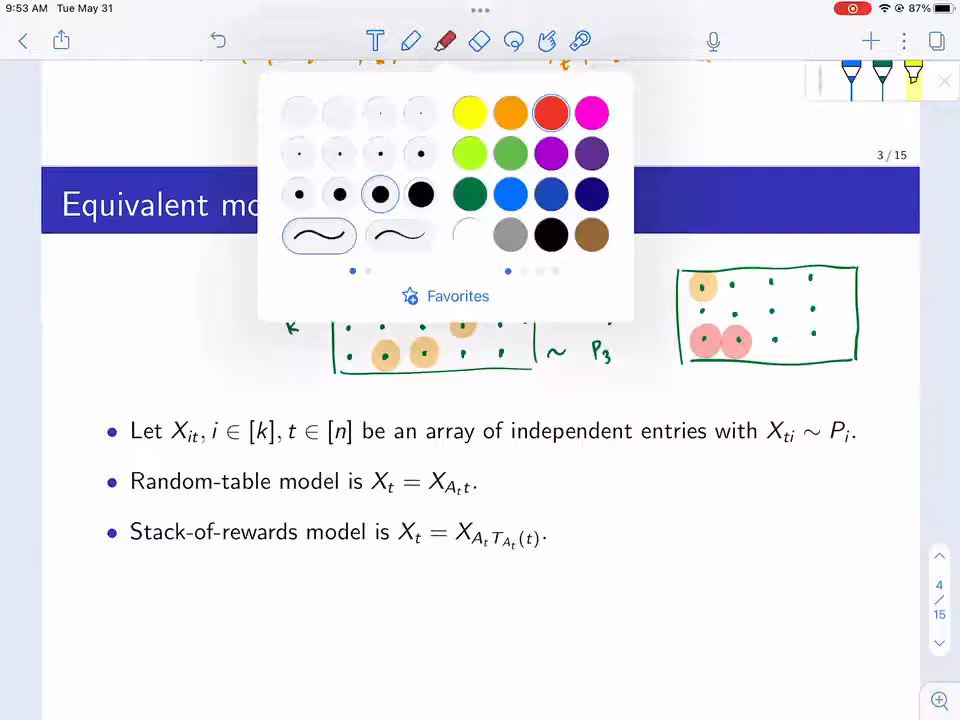 9:53 AM Tue May 31
87%
3 / 15
Equivalent mo
Favorites
K
~ P3
• Let X_{it}, i ∈ [k], t ∈ [n] be an array of independent entries with X_{ti} ∼ P_i.
• Random-table model is X_t = X_{A_t t}.
• Stack-of-rewards model is X_t = X_{A_t T_{A_t}(t)}.
4
/
15